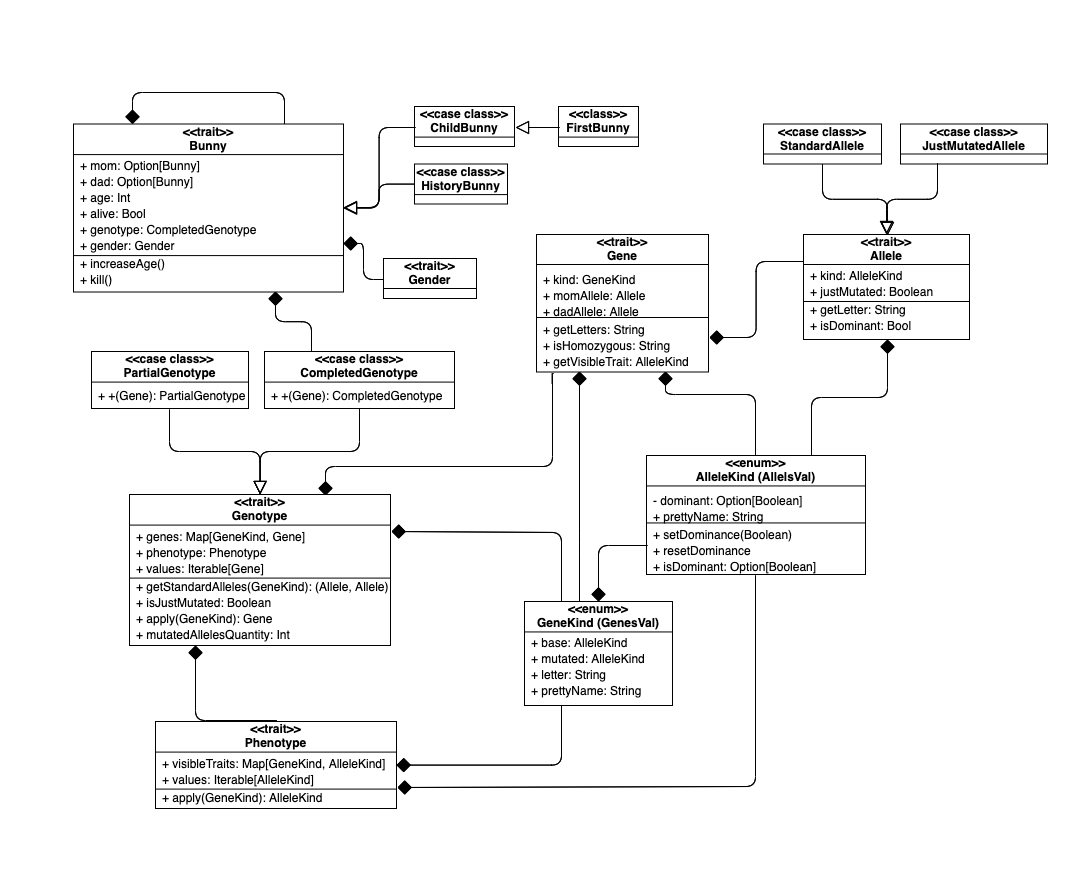 <<trait>>
Bunny
+ mom: Option[Bunny]
+ dad: Option[Bunny]
+ age: Int
+ alive: Bool
+ genotype: CompletedGenotype
+ gender: Gender
+ increaseAge()
+ kill()
<<case class>>
ChildBunny
<<class>>
FirstBunny
<<case class>>
HistoryBunny
<<trait>>
Gender
<<case class>>
StandardAllele
<<case class>>
JustMutatedAllele
<<trait>>
Gene
+ kind: GeneKind
+ momAllele: Allele
+ dadAllele: Allele
+ getLetters: String
+ isHomozygous: String
+ getVisibleTrait: AlleleKind
<<trait>>
Allele
+ kind: AlleleKind
+ justMutated: Boolean
+ getLetter: String
+ isDominant: Bool
<<case class>>
PartialGenotype
+ +(Gene): PartialGenotype
<<case class>>
CompletedGenotype
+ +(Gene): CompletedGenotype
<<enum>>
AlleleKind (AllelsVal)
- dominant: Option[Boolean]
+ prettyName: String
+ setDominance(Boolean)
+ resetDominance
+ isDominant: Option[Boolean]
<<trait>>
Genotype
+ genes: Map[GeneKind, Gene]
+ phenotype: Phenotype
+ values: Iterable[Gene]
+ getStandardAlleles(GeneKind): (Allele, Allele)
+ isJustMutated: Boolean
+ apply(GeneKind): Gene
+ mutatedAllelesQuantity: Int
<<enum>>
GeneKind (GenesVal)
+ base: AlleleKind
+ mutated: AlleleKind
+ letter: String
+ prettyName: String
<<trait>>
Phenotype
+ visibleTraits: Map[GeneKind, AlleleKind]
+ values: Iterable[AlleleKind]
+ apply(GeneKind): AlleleKind